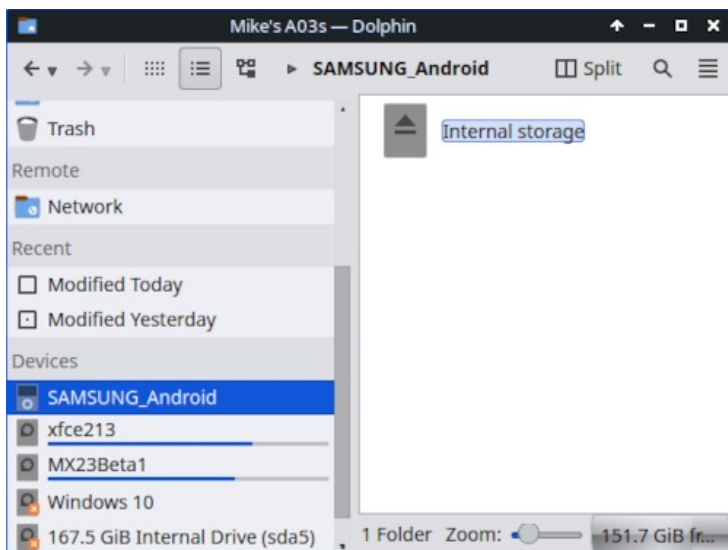 Mike's A03s — Dolphin
SAMSUNG_Android
Split
Trash
Remote
Network
Recent
Modified Today
Modified Yesterday
Devices
SAMSUNG_Android
xfce213
MX23Beta1
Windows 10
167.5 GiB Internal Drive (sda5)
Internal storage
1 Folder Zoom: 151.7 GiB fr...